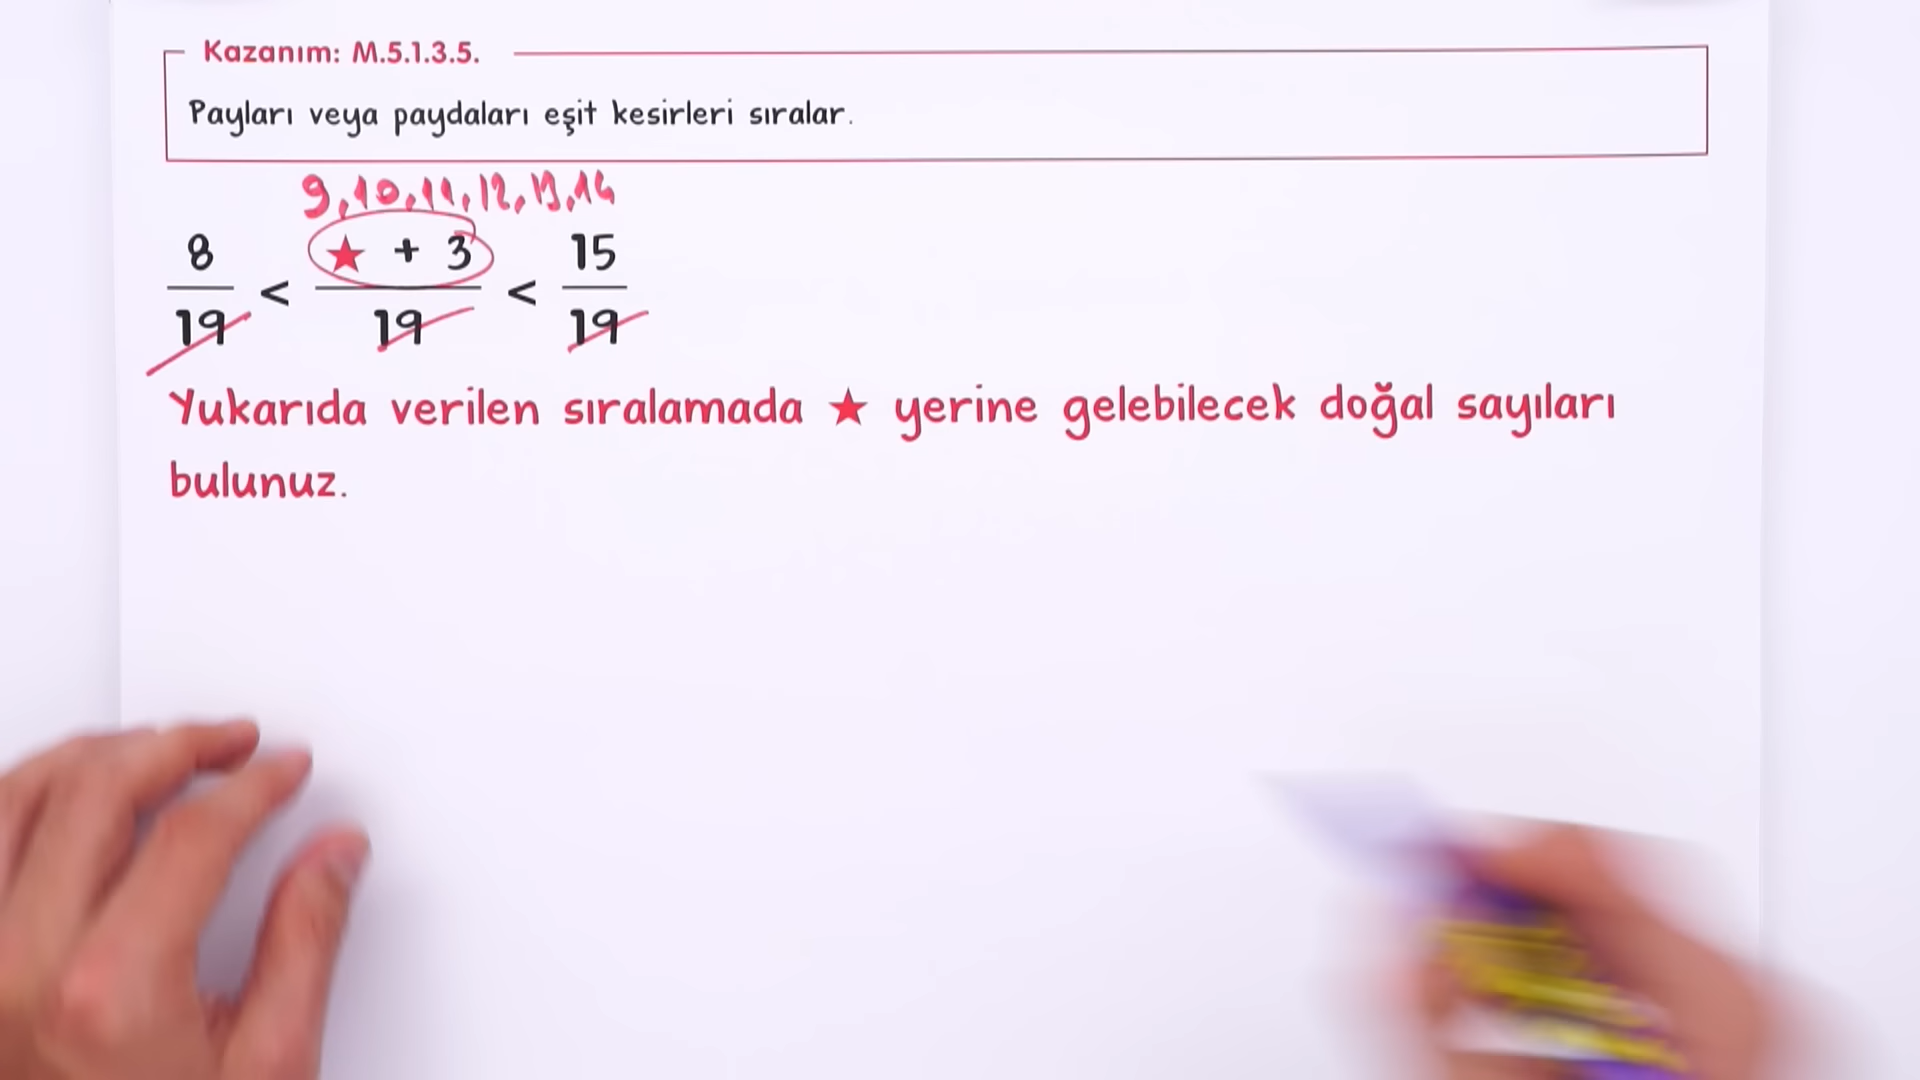 Kazanım: M.5.1.3.5.
Payları veya paydaları eşit kesirleri sıralar.
9,10,11,12,13,14
8/19 < (★ + 3)/19 < 15/19
Yukarıda verilen sıralamada ★ yerine gelebilecek doğal sayıları
bulunuz.